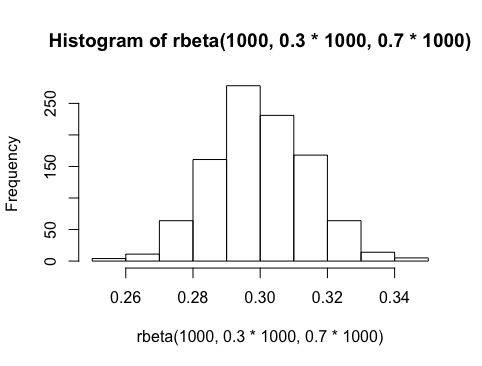 Histogram of rbeta(1000, 0.3 * 1000, 0.7 * 1000)
Frequency
250
150
50
0
0.26 0.28 0.30 0.32 0.34
rbeta(1000, 0.3 * 1000, 0.7 * 1000)